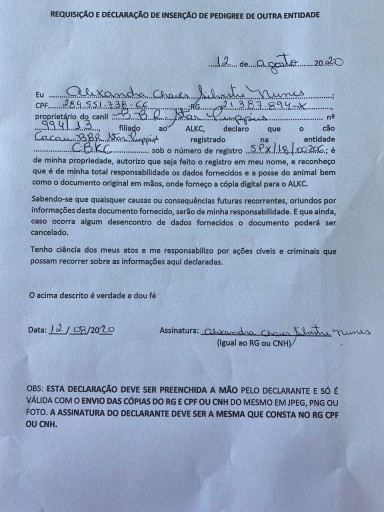 REQUISIÇÃO E DECLARAÇÃO DE INSERÇÃO DE PEDIGREE DE OUTRA ENTIDADE
12 de agosto 2020
Eu Alexandra Chaves Silvestre Nunes;
CPF 284.551.738-66 RG 21.387.894-X,
proprietário do canil B.B.R. Star Puppies nº
994/13 filiado ao ALKC, declaro que o cão
Cacau BBR Star Puppies registrado na entidade
CBKC sob o número de registro SPX/18/; é
de minha propriedade, autorizo que seja feito o registro em meu nome, e reconheço
que é de minha total responsabilidade os dados fornecidos e a posse do animal bem
como o documento original em mãos, onde forneço a cópia digital para o ALKC.
Sabendo-se que quaisquer causas ou consequências futuras recorrentes, oriundos por
informações deste documento fornecido, serão de minha responsabilidade. E que ainda,
caso ocorra algum desencontro de dados fornecidos o documento poderá ser
cancelado.
Tenho ciência dos meus atos e me responsabilizo por ações cíveis e criminais que
possam recorrer sobre as informações aqui declaradas.
O acima descrito é verdade e dou fé
Data: 12/08/2020 Assinatura: Alexandra Chaves Silvestre Nunes
(Igual ao RG ou CNH)
OBS: ESTA DECLARAÇÃO DEVE SER PREENCHIDA A MÃO PELO DECLARANTE E SÓ É
VÁLIDA COM O ENVIO DAS CÓPIAS DO RG E CPF OU CNH DO MESMO EM JPEG, PNG OU
FOTO. A ASSINATURA DO DECLARANTE DEVE SER A MESMA QUE CONSTA NO RG CPF
OU CNH.